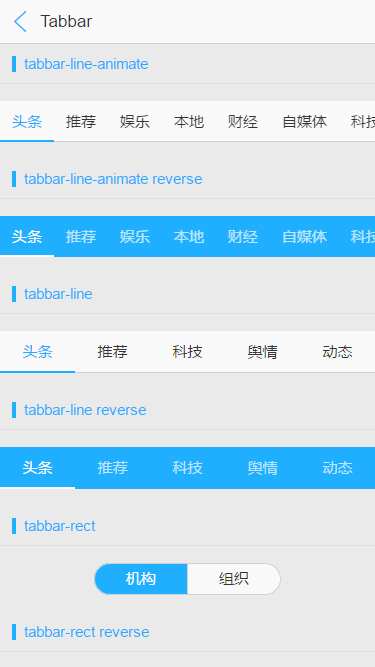 Tabbar
tabbar-line-animate
头条 推荐 娱乐 本地 财经 自媒体 科技
tabbar-line-animate reverse
头条 推荐 娱乐 本地 财经 自媒体 科技
tabbar-line
头条 推荐 科技 舆情 动态
tabbar-line reverse
头条 推荐 科技 舆情 动态
tabbar-rect
机构 组织
tabbar-rect reverse